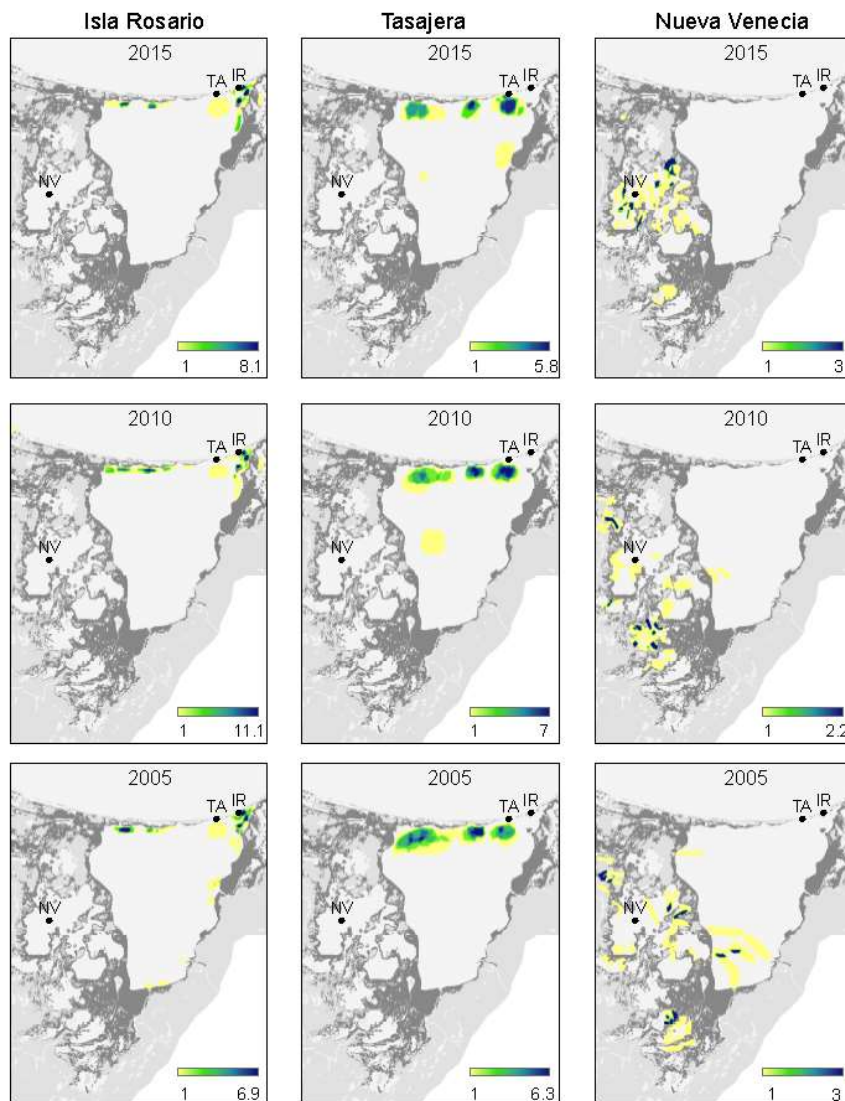 Isla Rosario Tasajera Nueva Venecia
2015 2015 2015
TA IR TA IR TA IR
NV NV NV
1 8.1 1 5.8 1 3
2010 2010 2010
TA IR TA IR TA IR
NV NV NV
1 11.1 1 7 1 2.2
2005 2005 2005
TA IR TA IR TA IR
NV NV NV
1 6.9 1 6.3 1 3